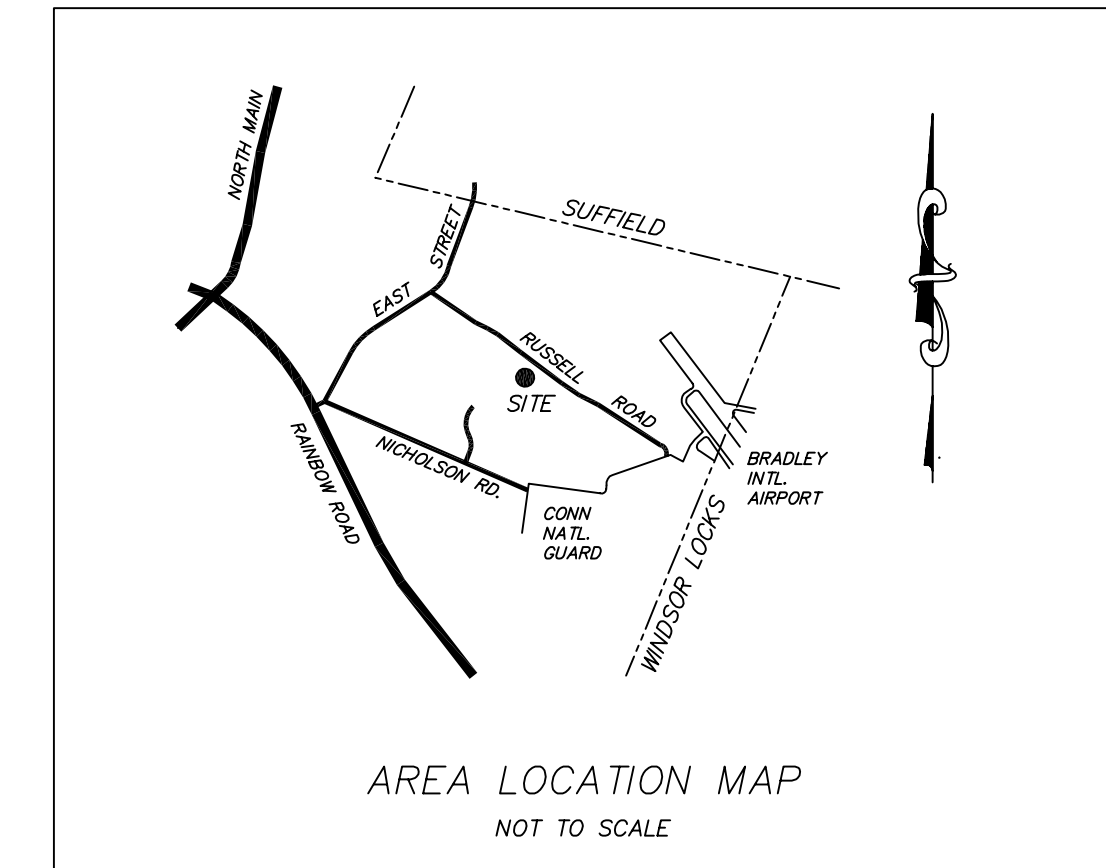 NORTH MAIN
SUFFIELD
EAST STREET
RUSSELL ROAD
SITE
RAINBOW ROAD
NICHOLSON RD.
BRADLEY
INTL.
AIRPORT
CONN
NATL.
GUARD
WINDSOR LOCKS
AREA LOCATION MAP
NOT TO SCALE